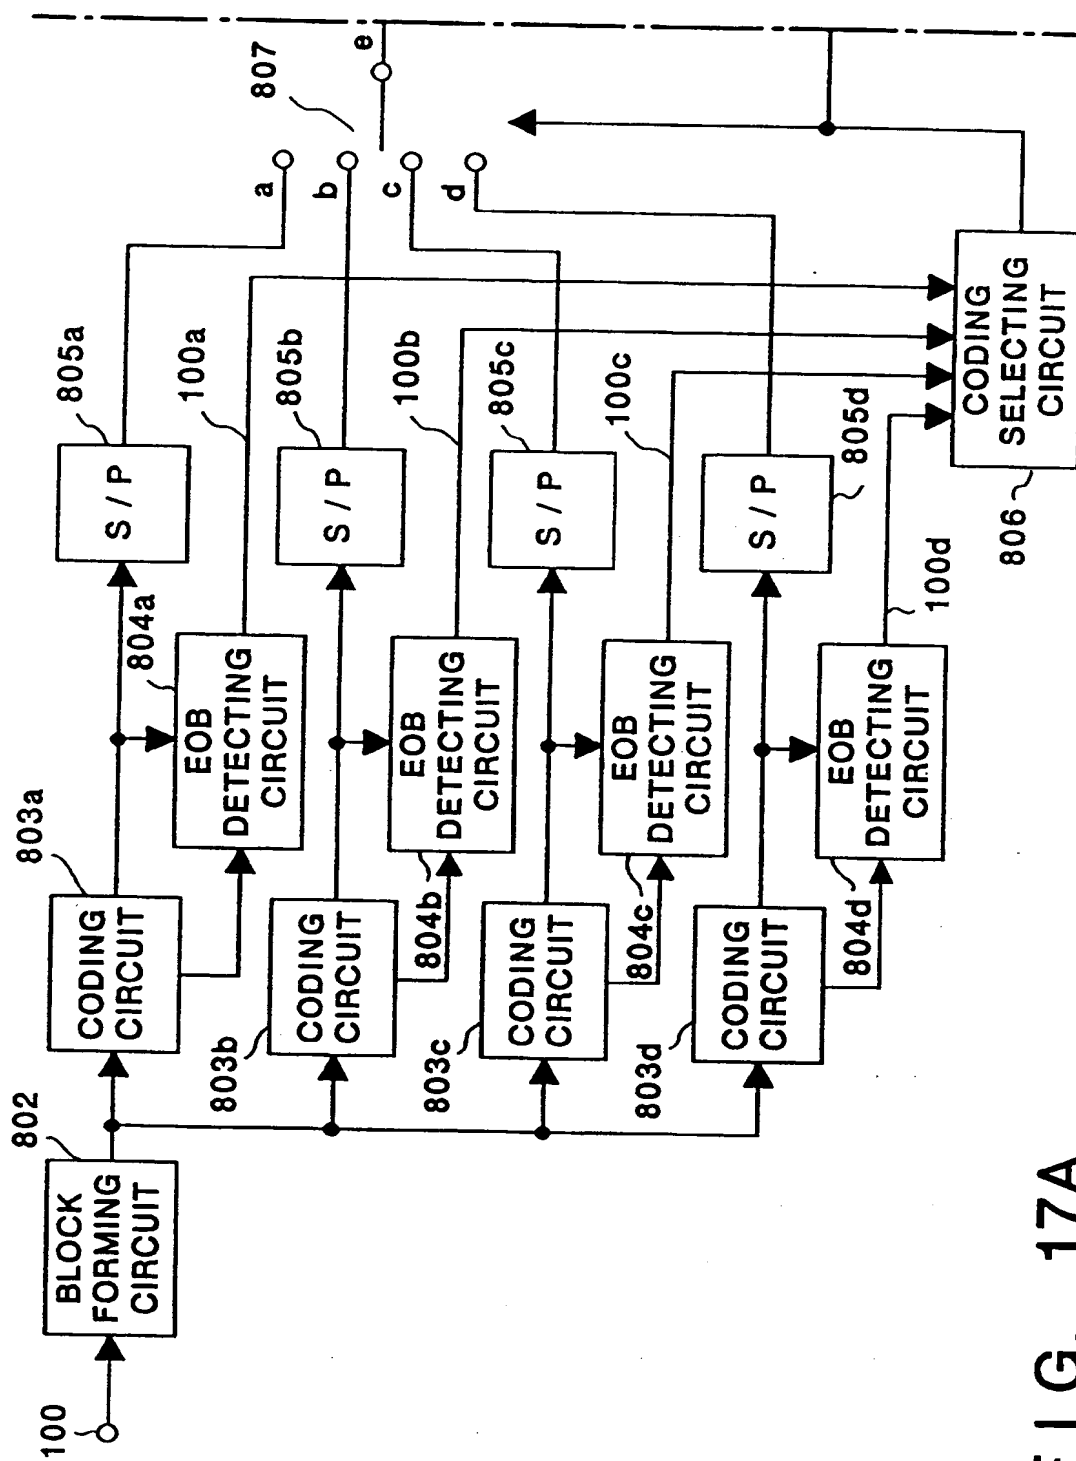 100
BLOCK
FORMING
CIRCUIT
802
CODING
CIRCUIT
803a
EOB
DETECTING
CIRCUIT
804a
S / P
805a
100a
CODING
CIRCUIT
803b
EOB
DETECTING
CIRCUIT
804b
S / P
805b
100b
CODING
CIRCUIT
803c
EOB
DETECTING
CIRCUIT
804c
S / P
805c
100c
CODING
CIRCUIT
803d
EOB
DETECTING
CIRCUIT
804d
S / P
805d
100d
a
b
c
d
e
807
CODING
SELECTING
CIRCUIT
806
FIG. 17A